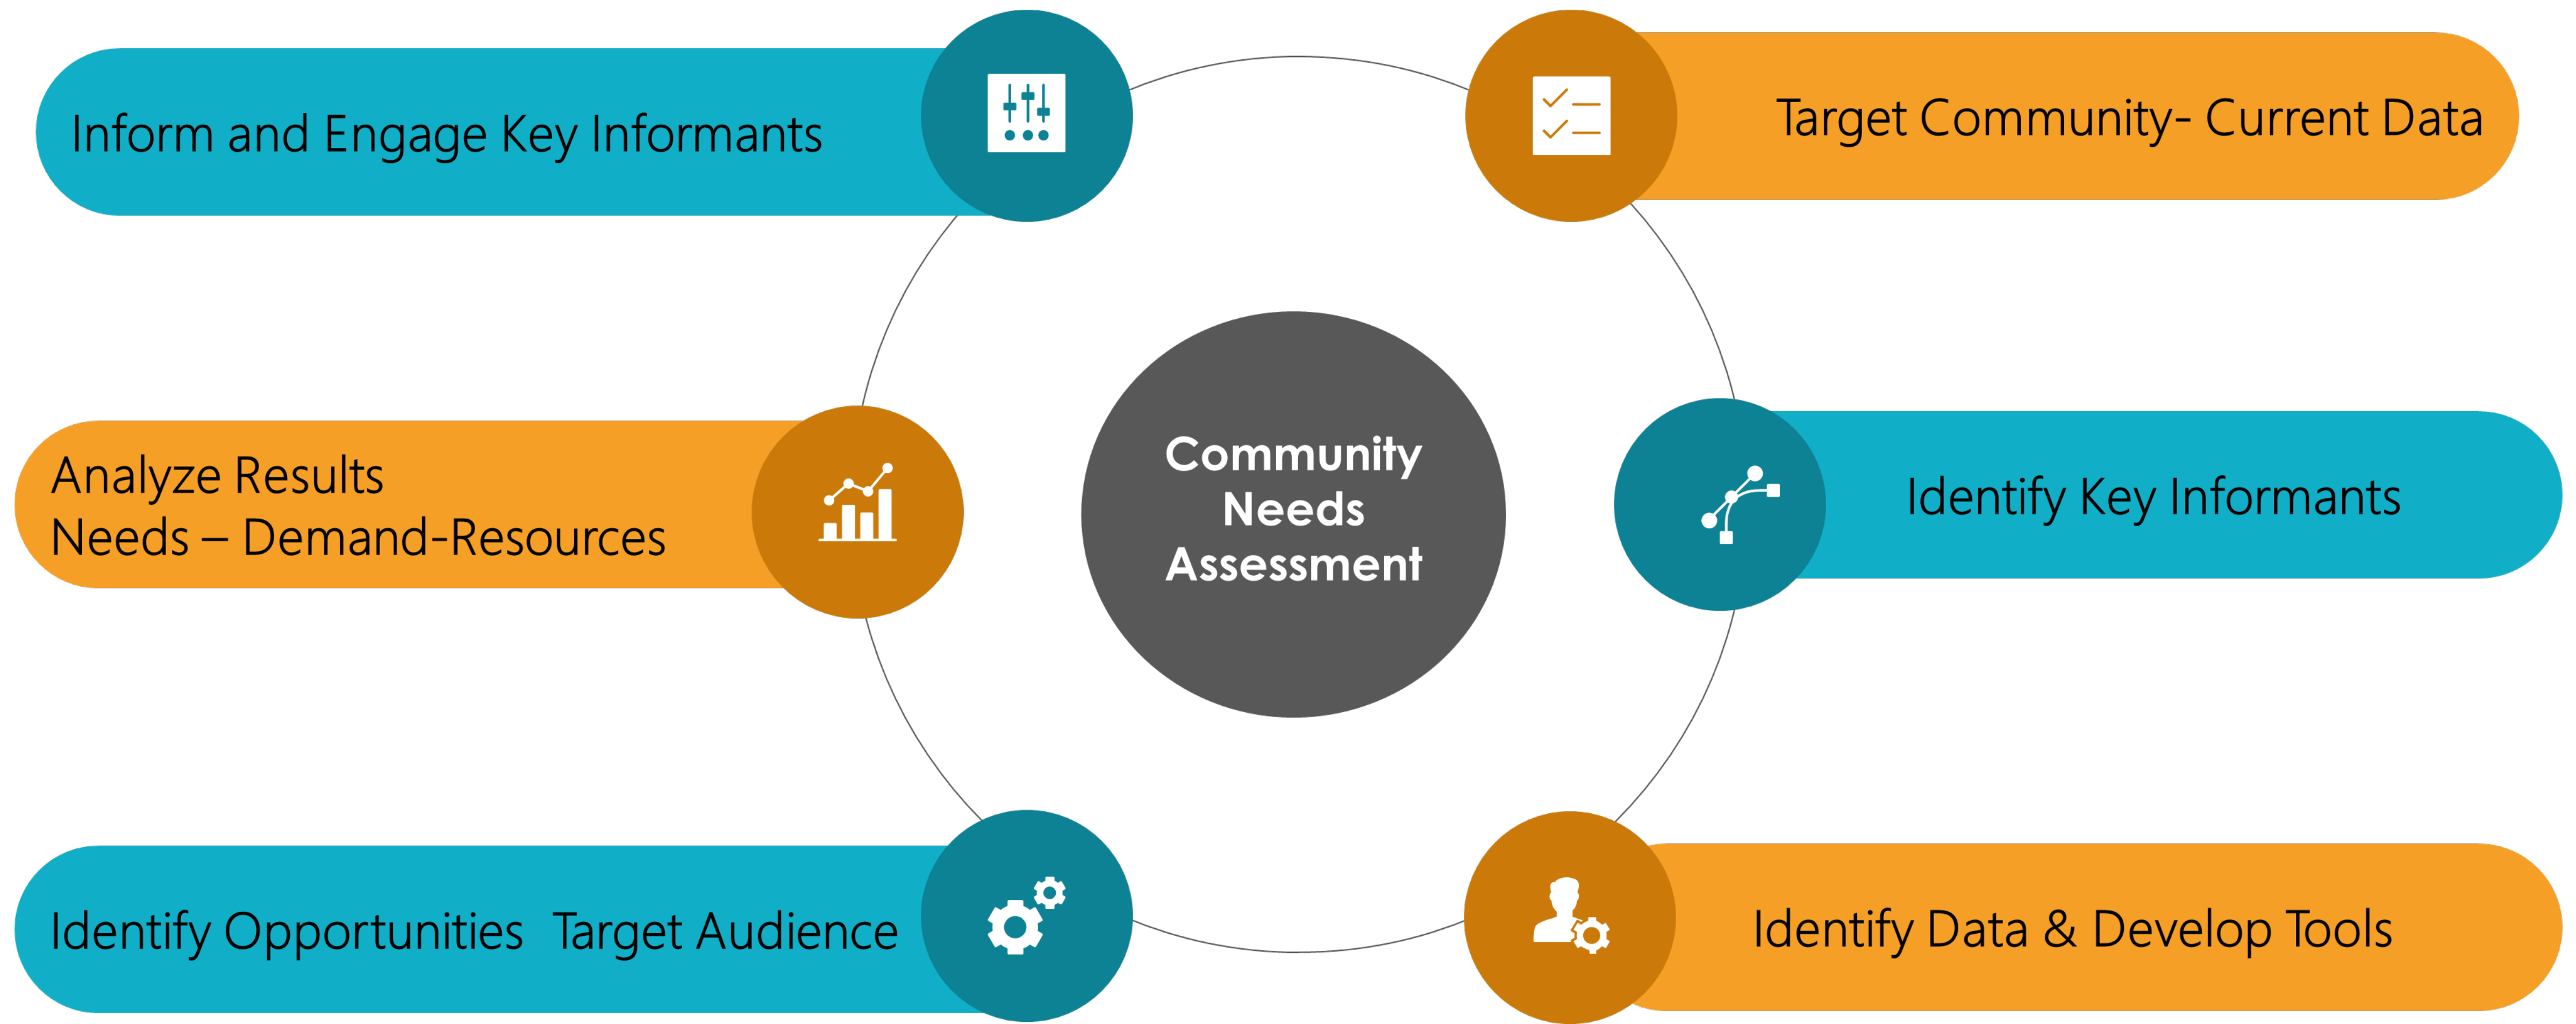 Inform and Engage Key Informants
Target Community- Current Data
Analyze Results
Needs – Demand-Resources
Community
Needs
Assessment
Identify Key Informants
Identify Opportunities  Target Audience
Identify Data & Develop Tools